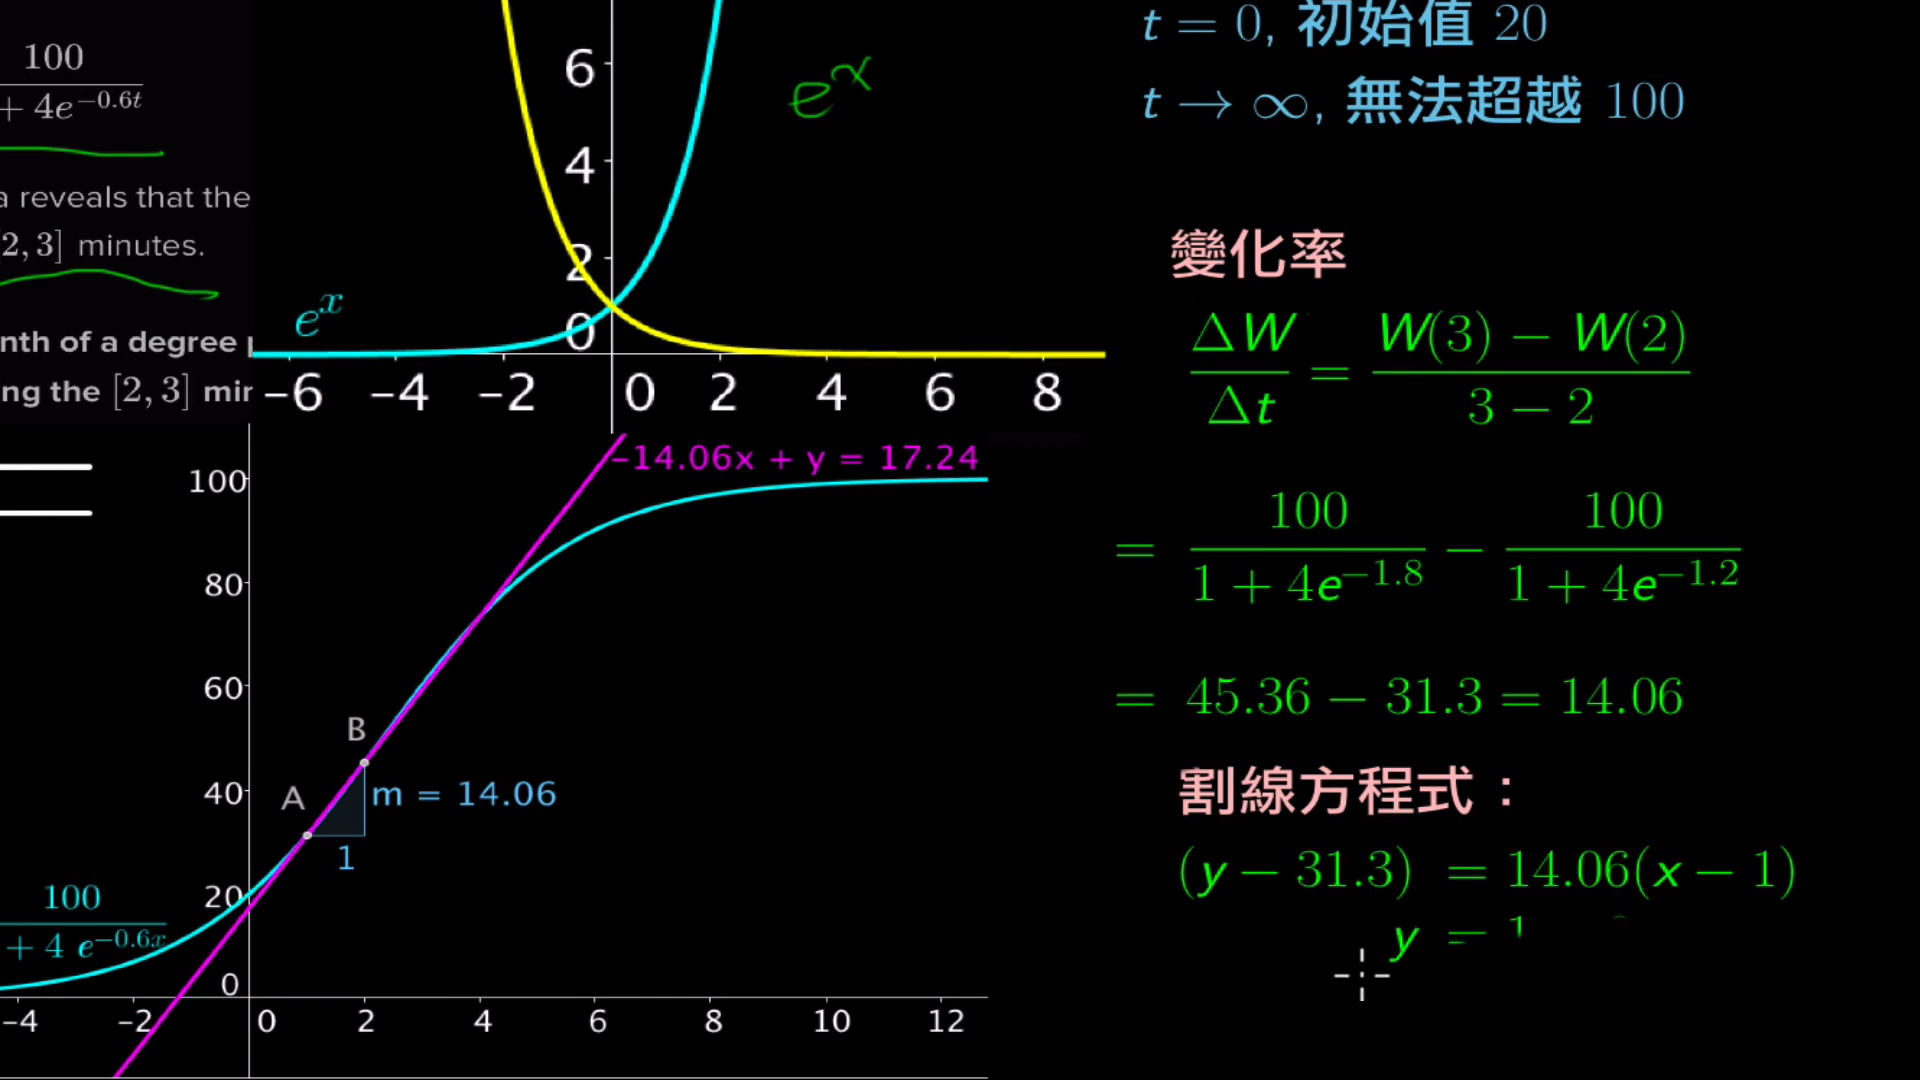 100
+ 4e^{-0.6t}
a reveals that the
[2, 3] minutes.
nth of a degree
ng the [2, 3] mir
6
4
2
0
e^x
e^x
−6 −4 −2 0 2 4 6 8
−14.06x + y = 17.24
100
80
60
40
20
0
B
A
m = 14.06
1
100
+ 4 e^{-0.6x}
−4 −2 0 2 4 6 8 10 12
t = 0, 初始值 20
t → ∞, 無法超越 100
變化率
ΔW/Δt = (W(3) − W(2))/(3 − 2)
= 100/(1 + 4e^{-1.8}) − 100/(1 + 4e^{-1.2})
= 45.36 − 31.3 = 14.06
割線方程式：
(y − 31.3) = 14.06(x − 1)
y =